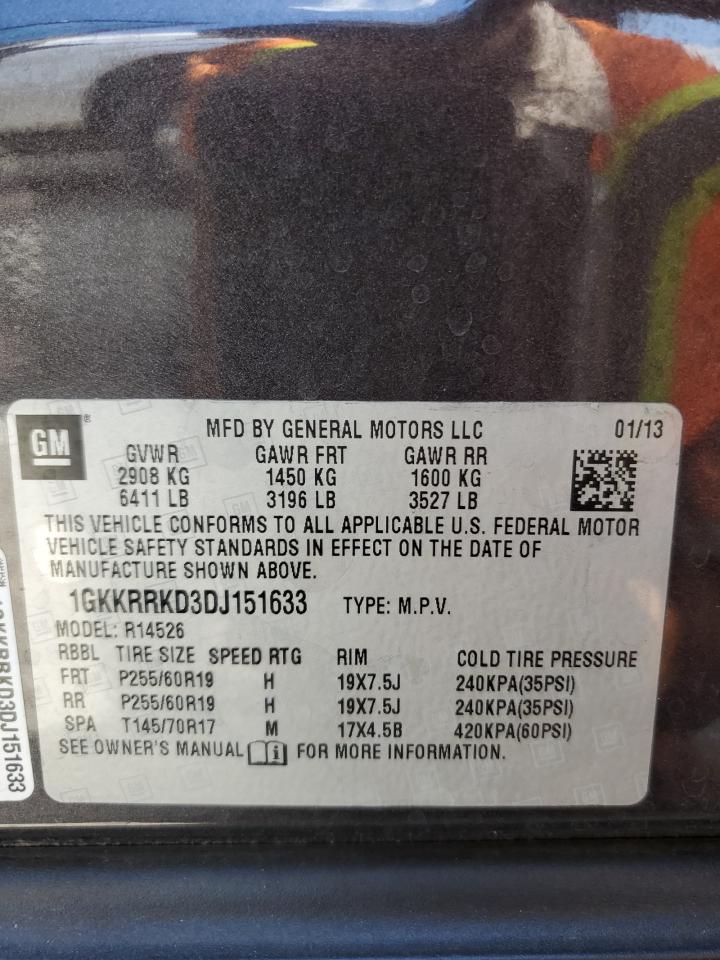 GM ®
MFD BY GENERAL MOTORS LLC 01/13
GVWR GAWR FRT GAWR RR
2908 KG 1450 KG 1600 KG
6411 LB 3196 LB 3527 LB
THIS VEHICLE CONFORMS TO ALL APPLICABLE U.S. FEDERAL MOTOR
VEHICLE SAFETY STANDARDS IN EFFECT ON THE DATE OF
MANUFACTURE SHOWN ABOVE.
1GKKRRKD3DJ151633 TYPE: M.P.V.
MODEL: R14526
RBBL TIRE SIZE SPEED RTG RIM COLD TIRE PRESSURE
FRT P255/60R19 H 19X7.5J 240KPA(35PSI)
RR P255/60R19 H 19X7.5J 240KPA(35PSI)
SPA T145/70R17 M 17X4.5B 420KPA(60PSI)
SEE OWNER'S MANUAL i FOR MORE INFORMATION.
KKRRKD3DJ151633